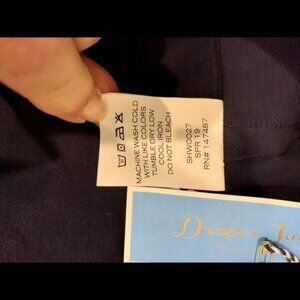 MACHINE WASH COLD
WITH LIKE COLORS
TUMBLE DRY LOW
COOL IRON
DO NOT BLEACH
SHW0027
SPR 19
RN# 147487
Draper